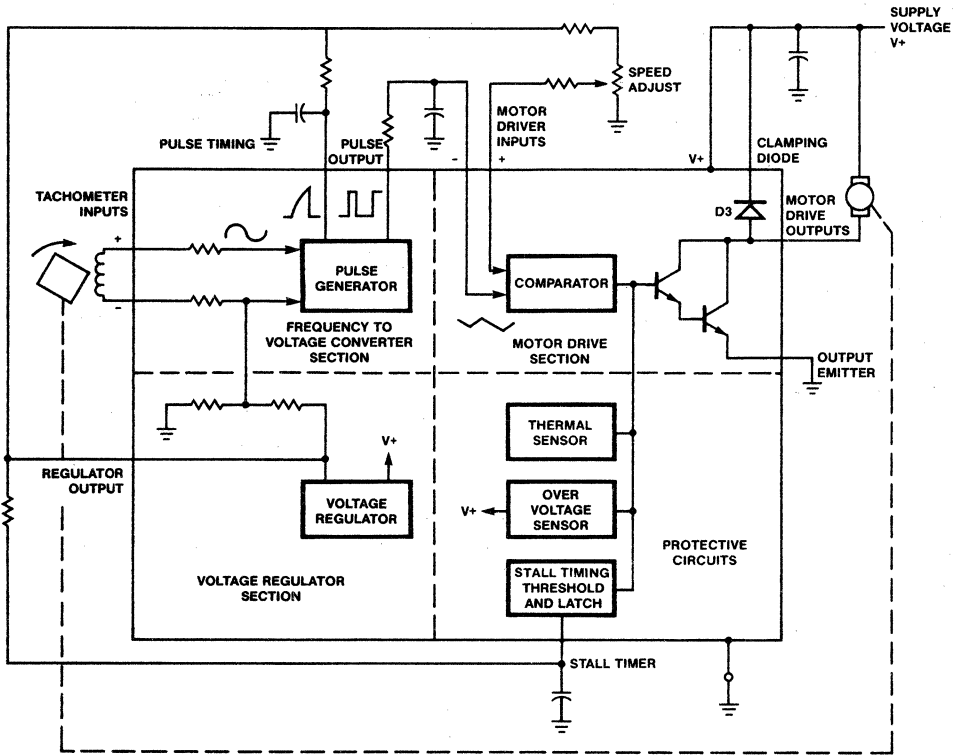 SUPPLY
VOLTAGE
V+
SPEED
ADJUST
MOTOR
DRIVER
INPUTS
PULSE TIMING
PULSE
OUTPUT
-
+
V+
CLAMPING
DIODE
TACHOMETER
INPUTS
D3
MOTOR
DRIVE
OUTPUTS
+
-
PULSE
GENERATOR
COMPARATOR
FREQUENCY TO
VOLTAGE CONVERTER
SECTION
MOTOR DRIVE
SECTION
OUTPUT
EMITTER
THERMAL
SENSOR
V+
REGULATOR
OUTPUT
VOLTAGE
REGULATOR
V+
OVER
VOLTAGE
SENSOR
PROTECTIVE
CIRCUITS
VOLTAGE REGULATOR
SECTION
STALL TIMING
THRESHOLD
AND LATCH
STALL TIMER